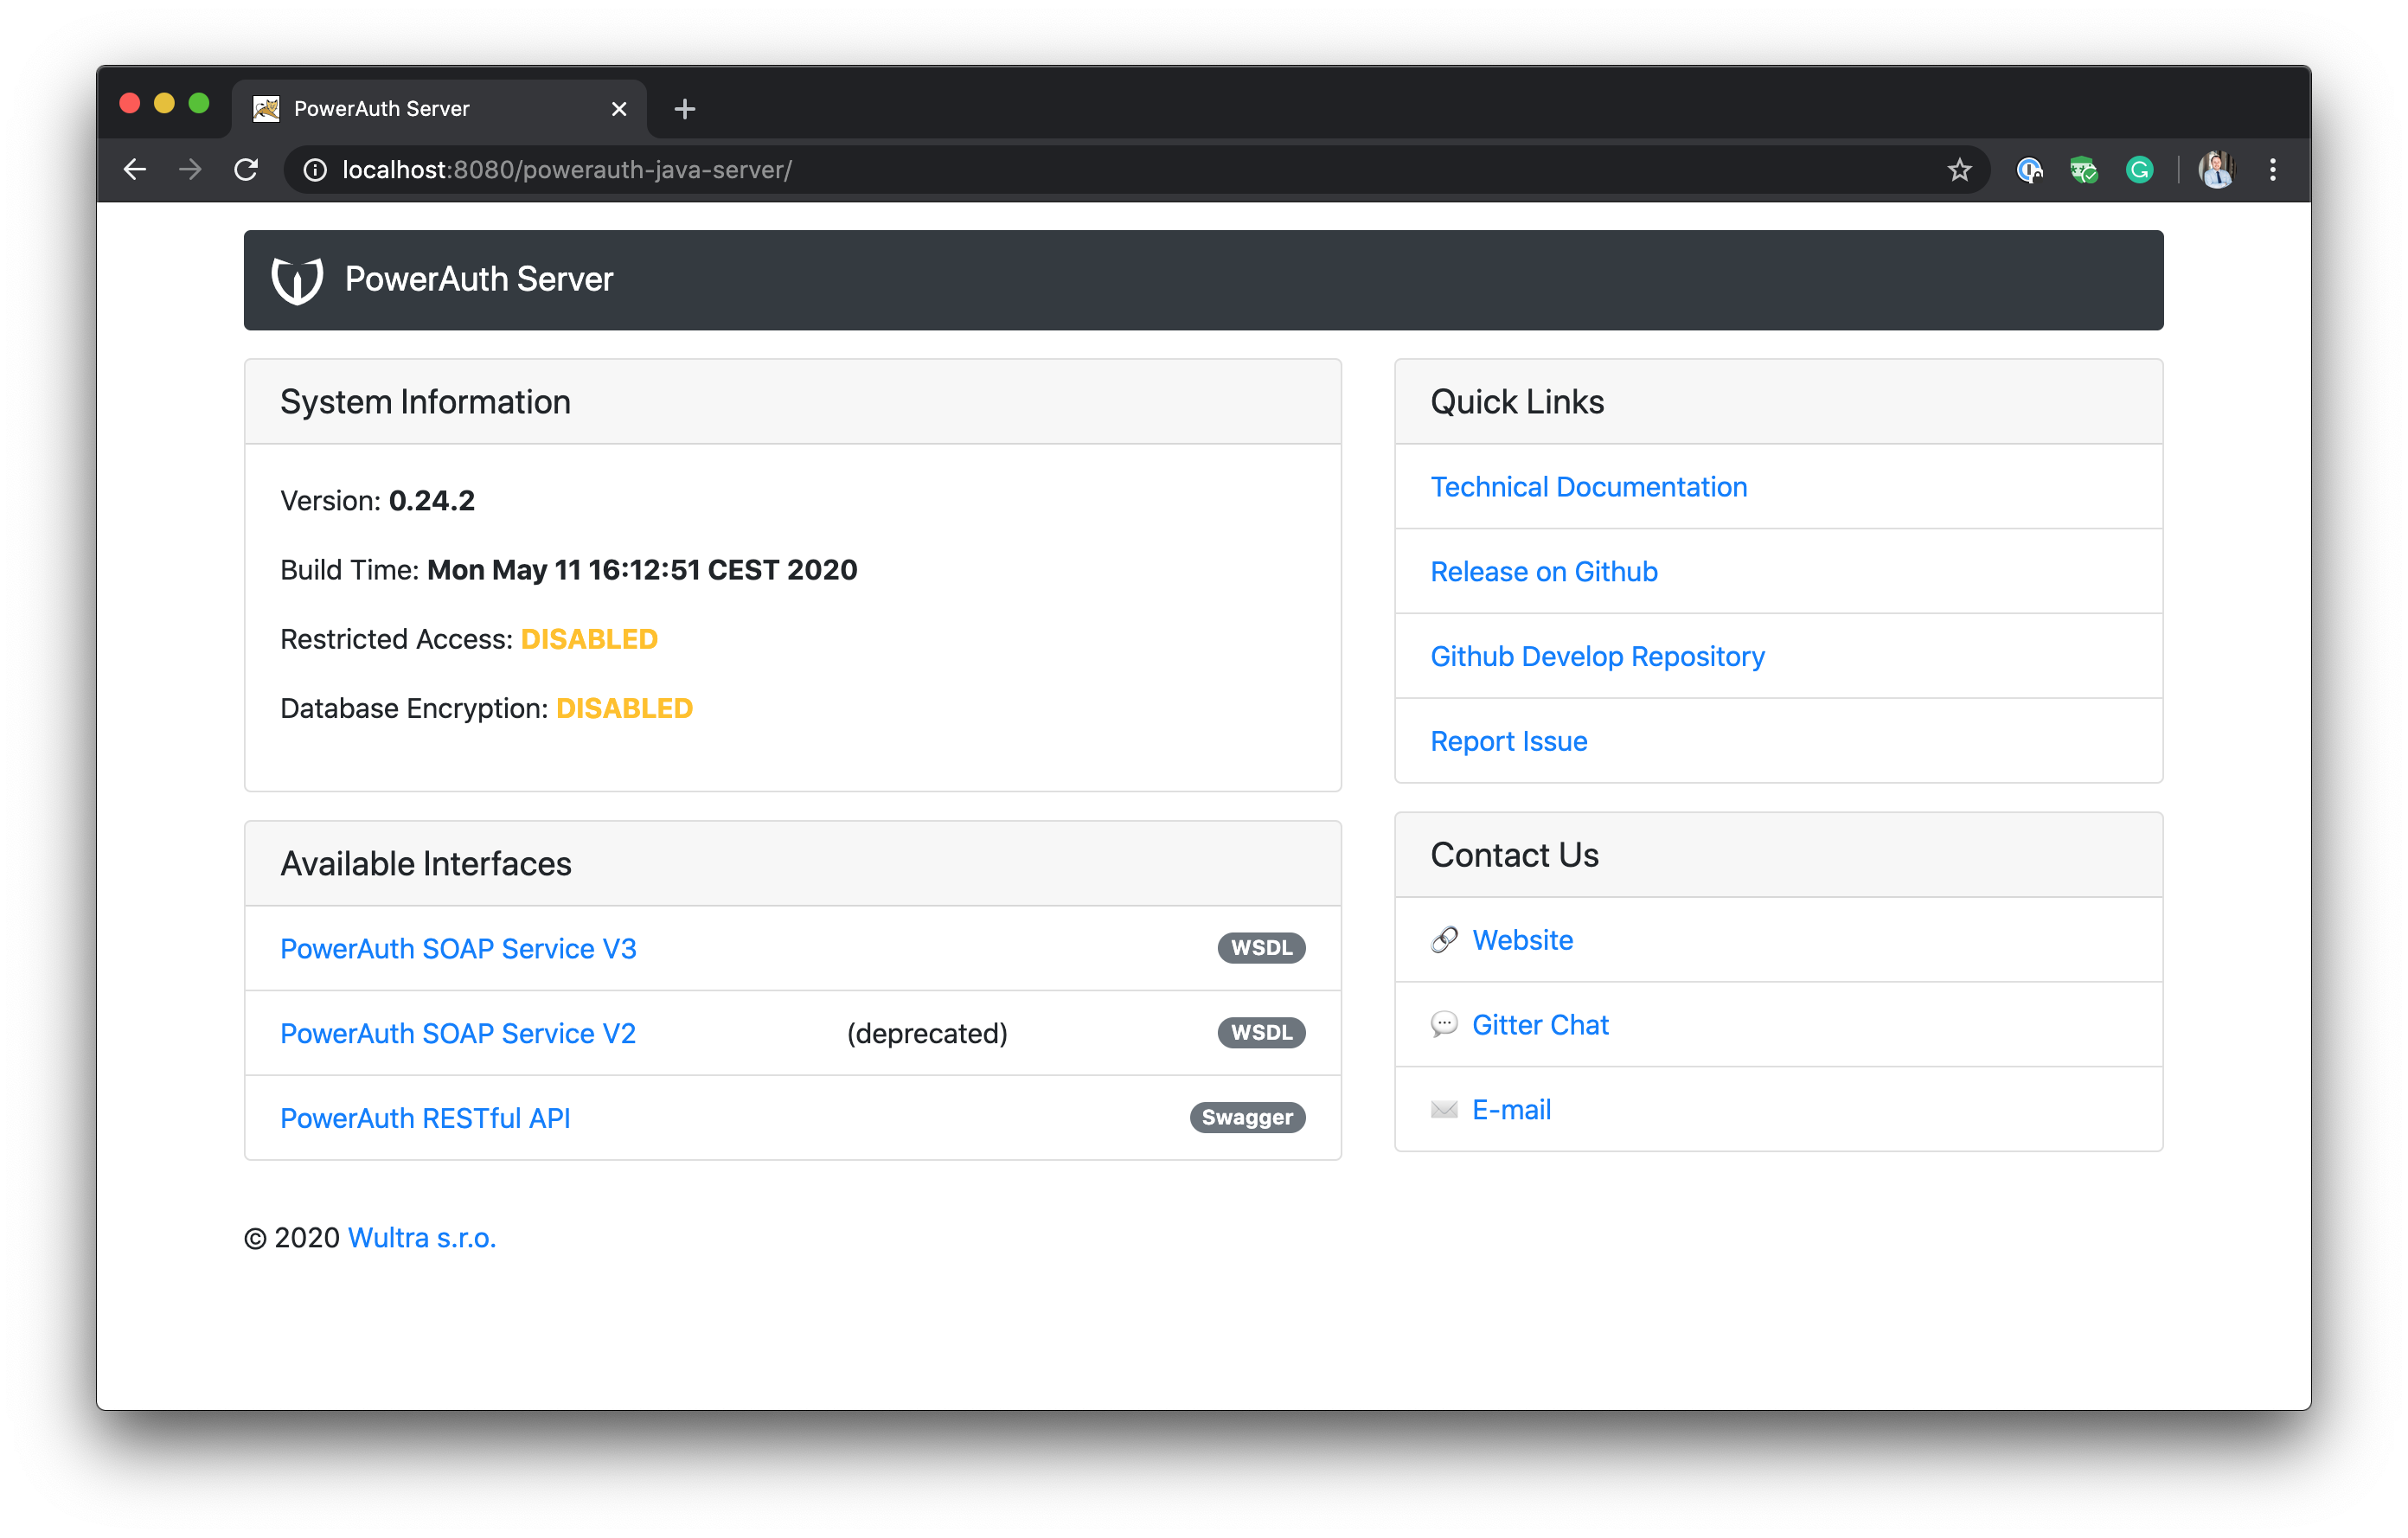 PowerAuth Server
localhost:8080/powerauth-java-server/
PowerAuth Server
System Information
Version: 0.24.2
Build Time: Mon May 11 16:12:51 CEST 2020
Restricted Access: DISABLED
Database Encryption: DISABLED
Available Interfaces
PowerAuth SOAP Service V3 WSDL
PowerAuth SOAP Service V2 (deprecated) WSDL
PowerAuth RESTful API Swagger
Quick Links
Technical Documentation
Release on Github
Github Develop Repository
Report Issue
Contact Us
Website
Gitter Chat
E-mail
© 2020 Wultra s.r.o.